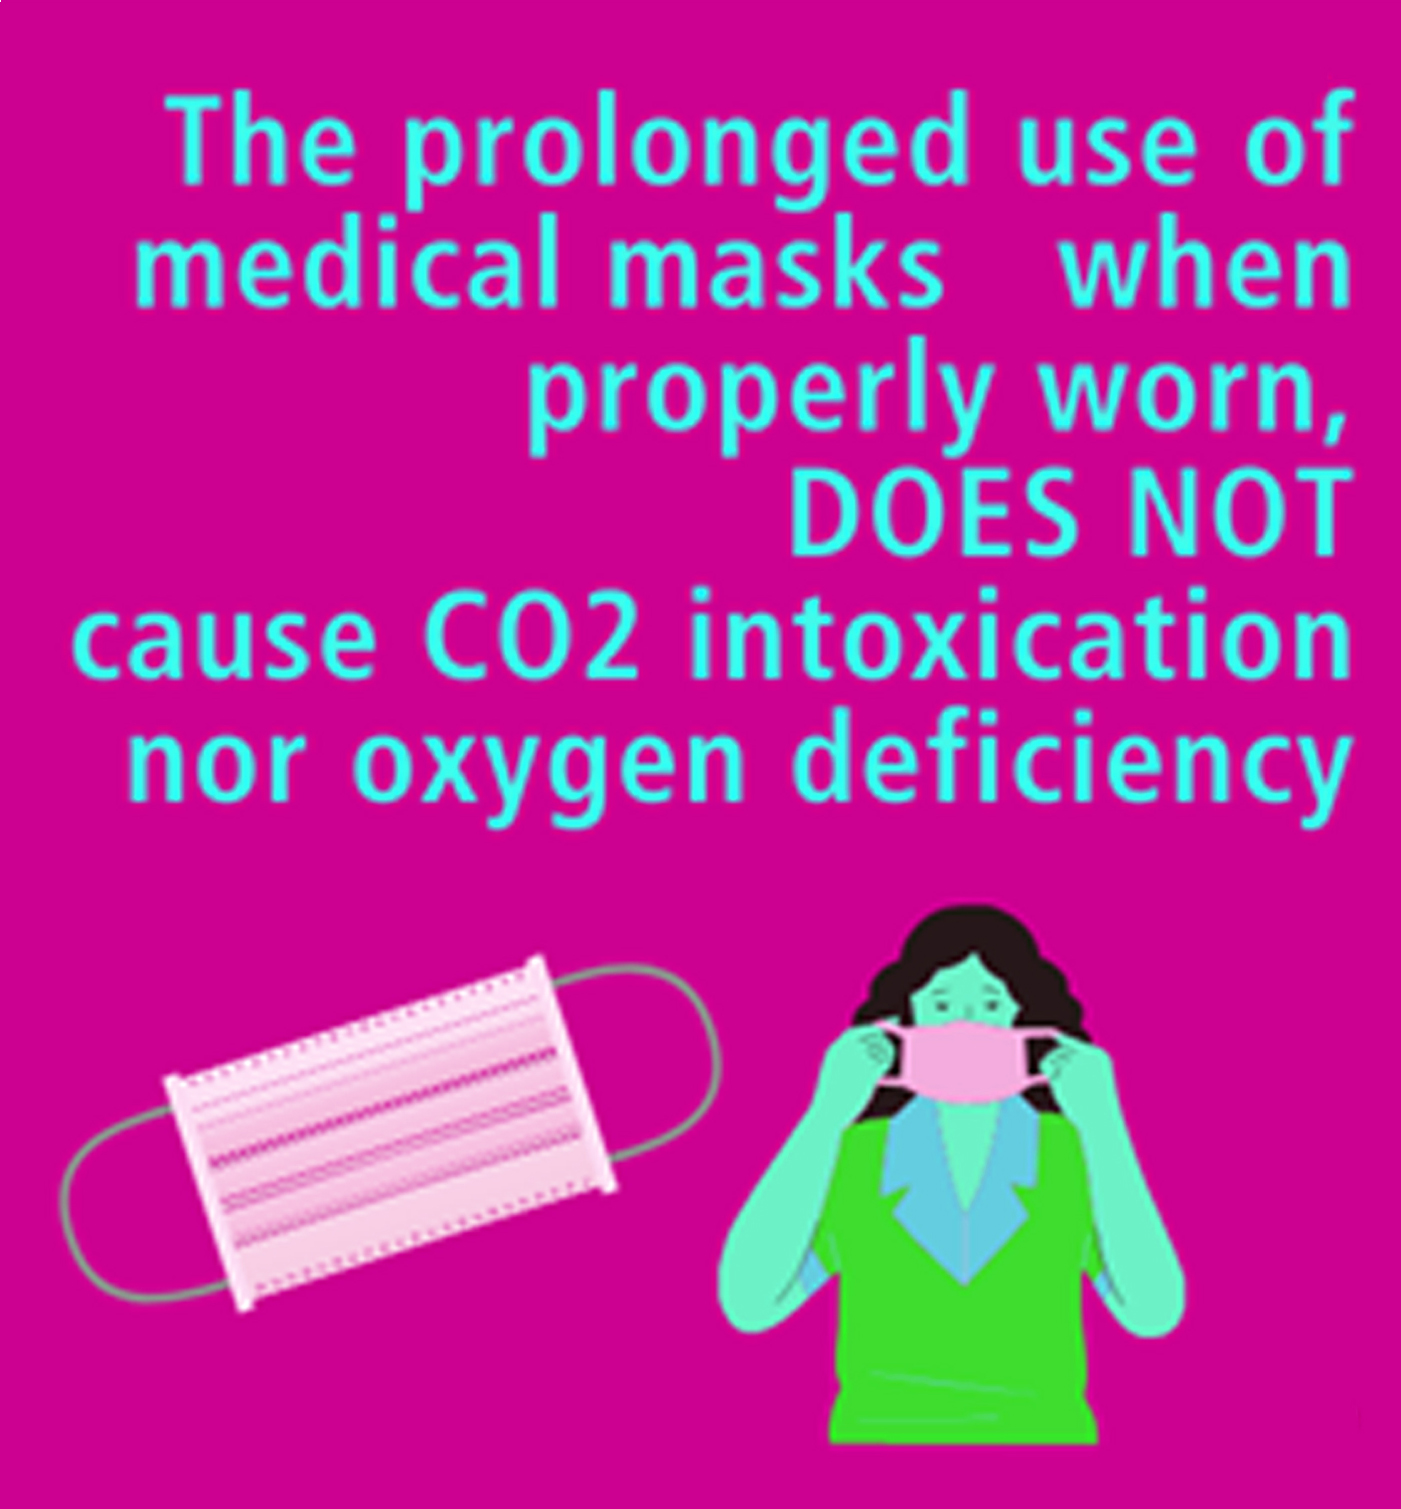 The prolonged use of
medical masks when
properly worn,
DOES NOT
cause CO2 intoxication
nor oxygen deficiency